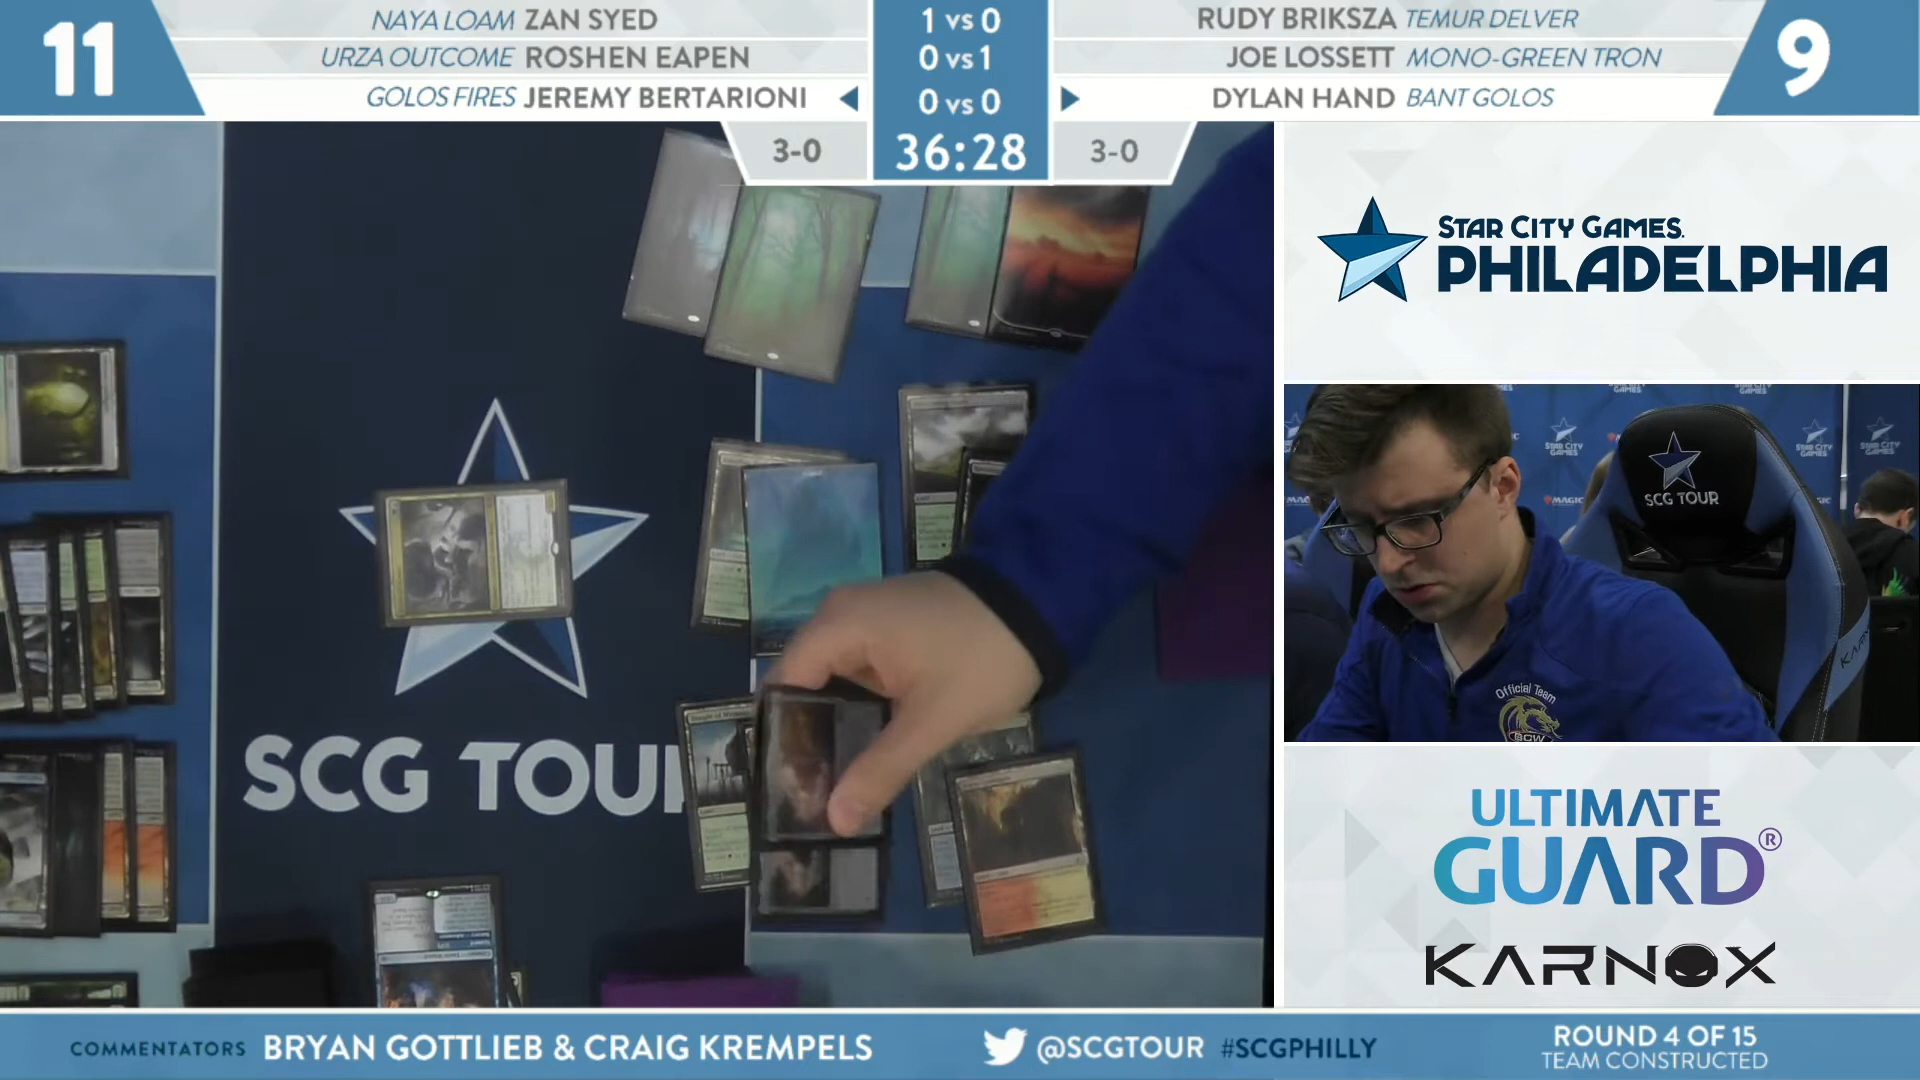 11
NAYA LOAM ZAN SYED
1 vs 0
RUDY BRIKSZA TEMUR DELVER
9
URZA OUTCOME ROSHEN EAPEN
0 vs 1
JOE LOSSETT MONO-GREEN TRON
GOLOS FIRES JEREMY BERTARIONI
0 vs 0
DYLAN HAND BANT GOLOS
3-0
36:28
3-0
STAR CITY GAMES.
PHILADELPHIA
SCG TOUR
SCG TOUR
Official Team
BCW
ULTIMATE
GUARD®
KARNOX
COMMENTATORS BRYAN GOTTLIEB & CRAIG KREMPELS
@SCGTOUR #SCGPHILLY
ROUND 4 OF 15
TEAM CONSTRUCTED